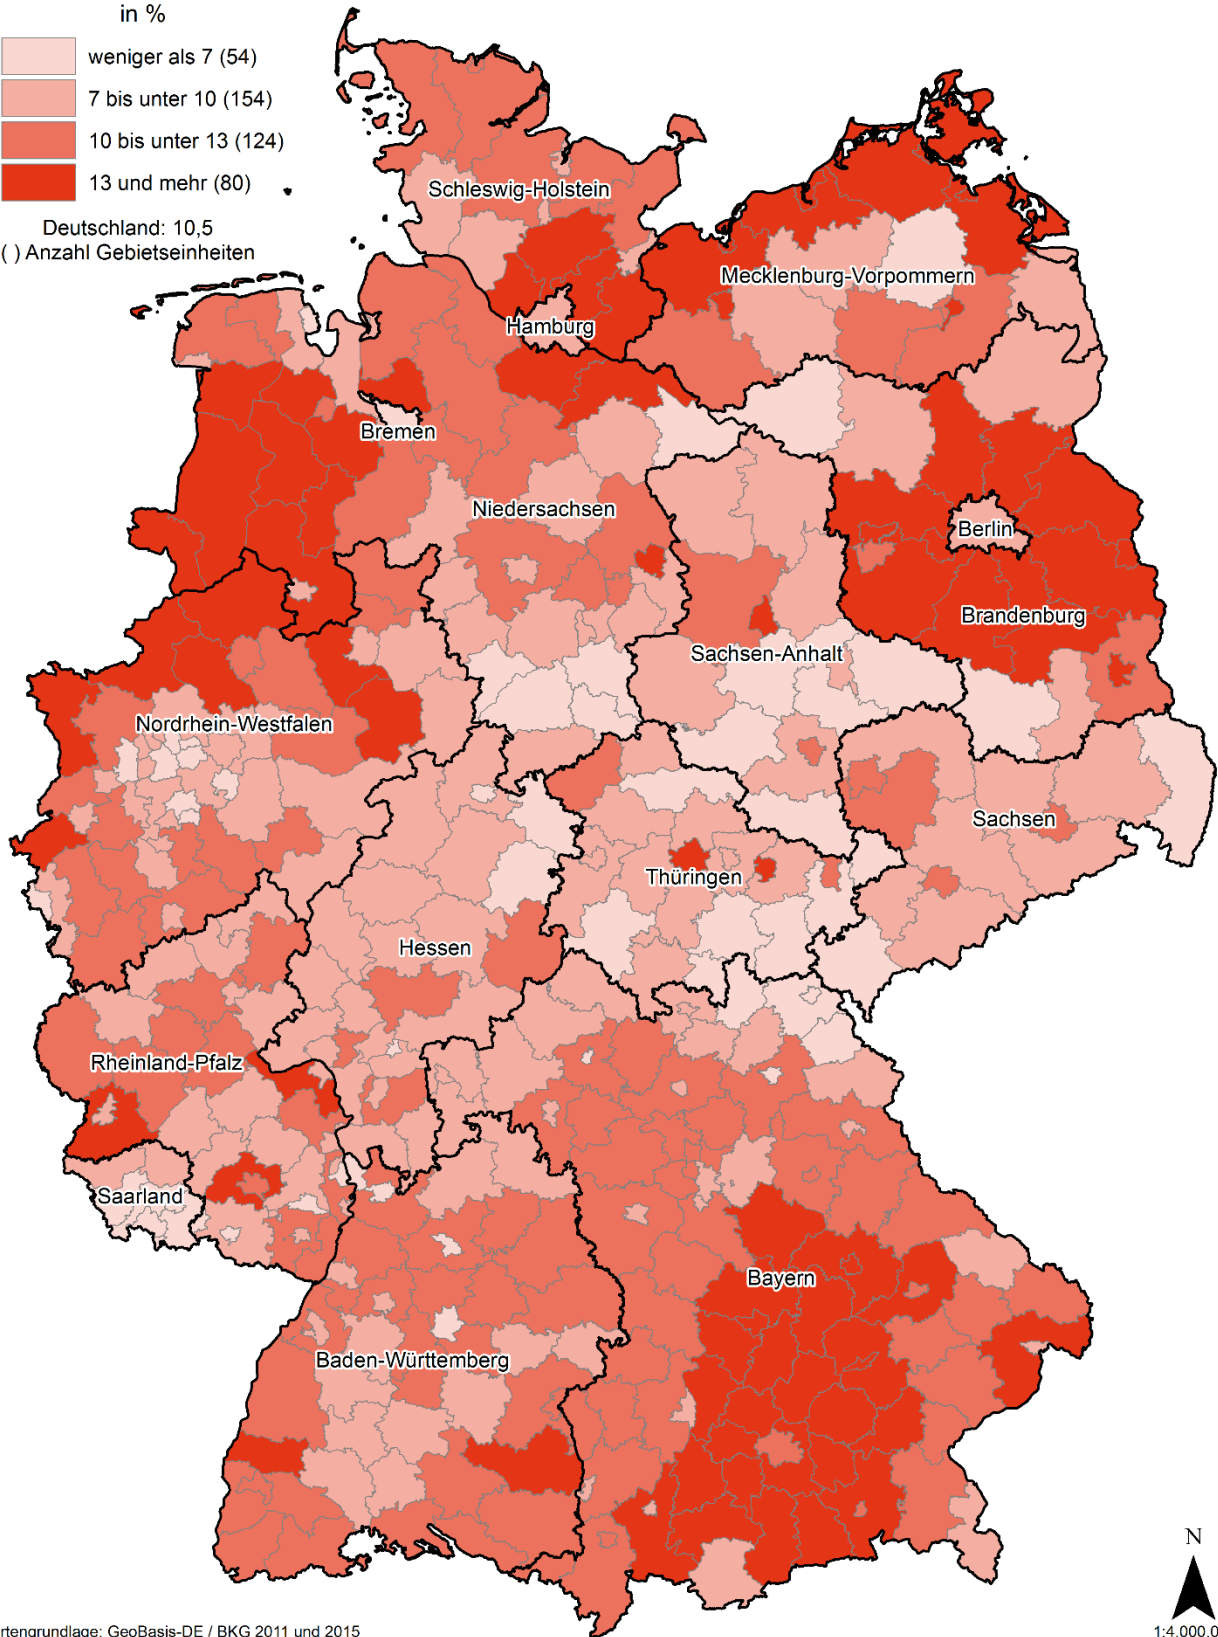 in %
weniger als 7 (54)
7 bis unter 10 (154)
10 bis unter 13 (124)
13 und mehr (80)
Deutschland: 10,5
( ) Anzahl Gebietseinheiten
Schleswig-Holstein
Mecklenburg-Vorpommern
Hamburg
Bremen
Niedersachsen
Berlin
Brandenburg
Sachsen-Anhalt
Nordrhein-Westfalen
Sachsen
Thüringen
Hessen
Rheinland-Pfalz
Saarland
Bayern
Baden-Württemberg
N
rtengrundlage: GeoBasis-DE / BKG 2011 und 2015
1:4.000.0